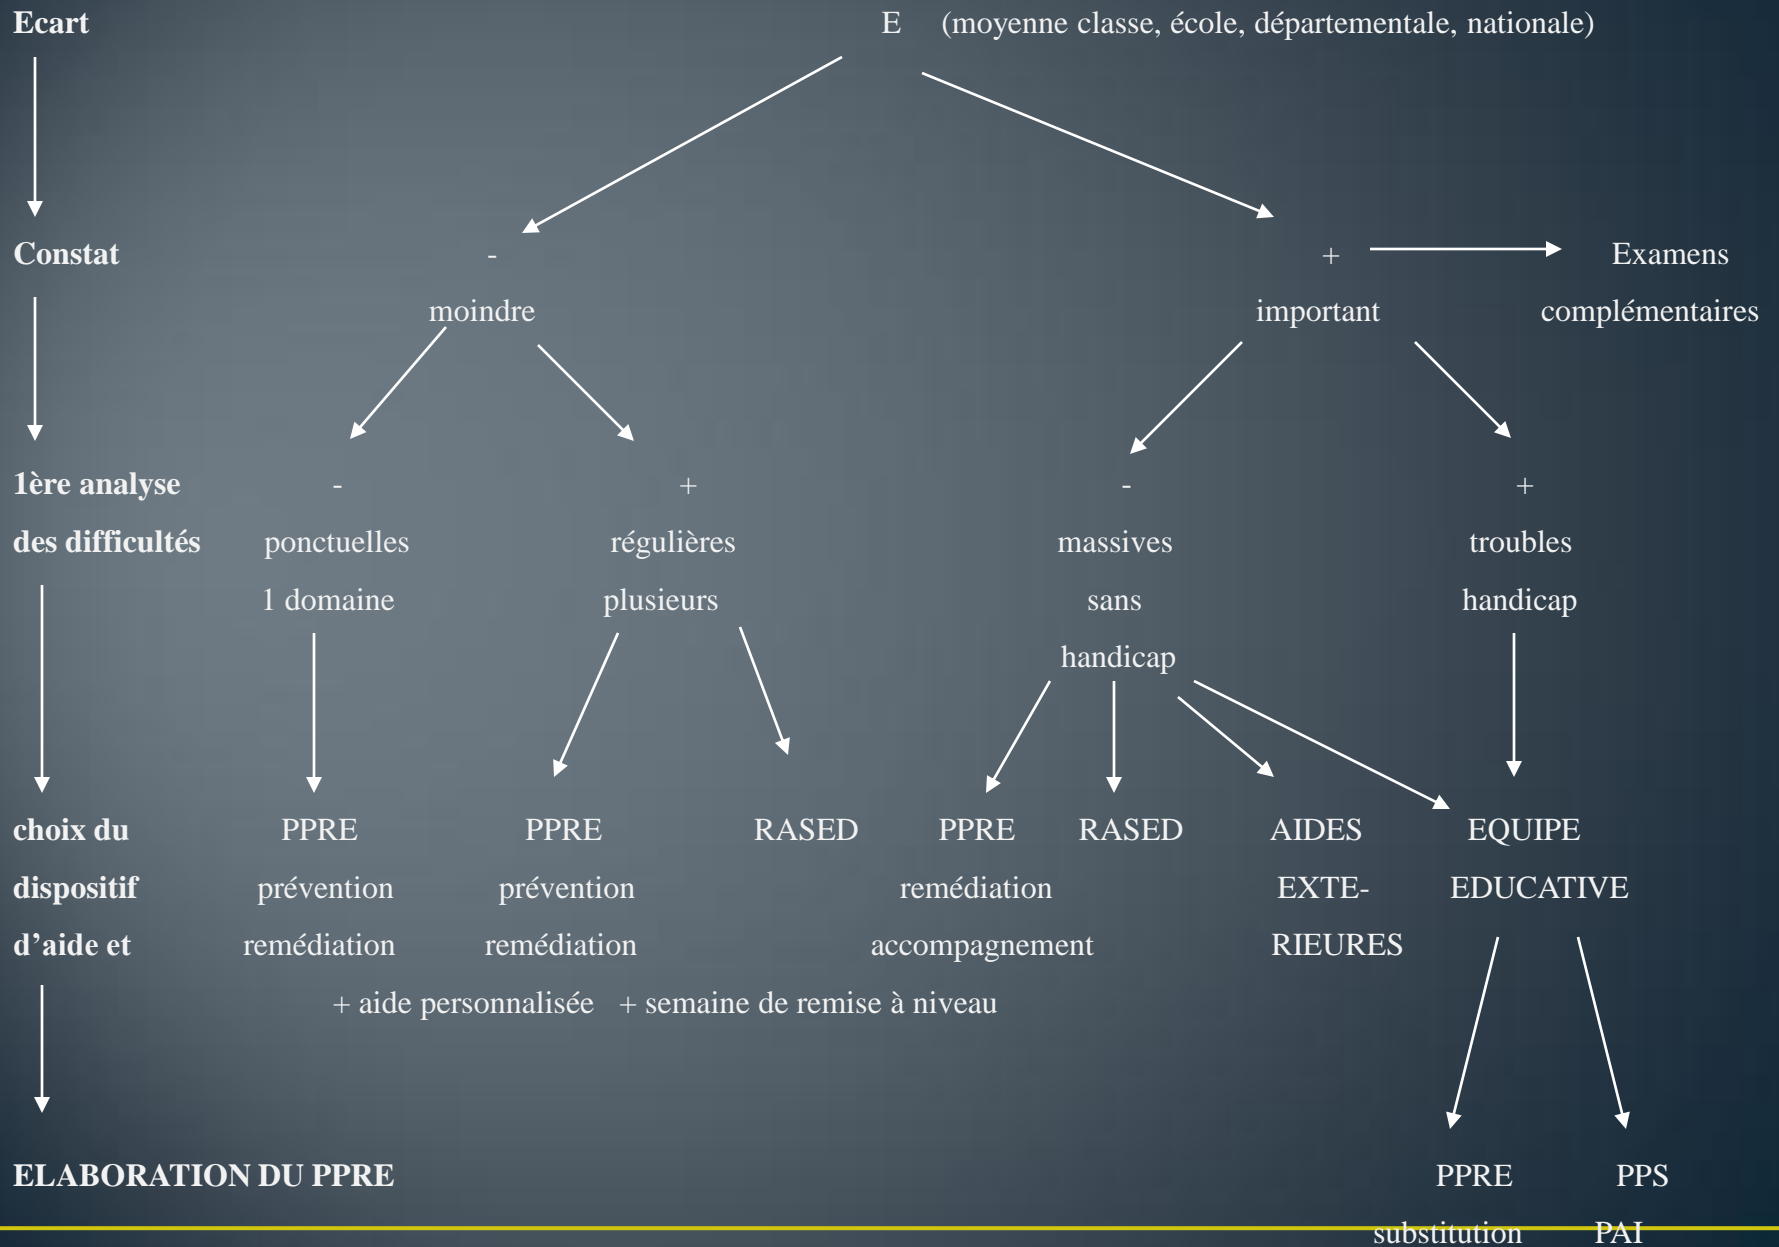 Ecart E (moyenne classe, école, départementale, nationale)
Constat - + Examens
moindre important complémentaires
1ère analyse - + - +
des difficultés ponctuelles régulières massives troubles
1 domaine plusieurs sans handicap
handicap
choix du PPRE PPRE RASED PPRE RASED AIDES EQUIPE
dispositif prévention prévention remédiation EXTE- EDUCATIVE
d’aide et remédiation remédiation accompagnement RIEURES
+ aide personnalisée + semaine de remise à niveau
ELABORATION DU PPRE PPRE PPS
substitution PAI